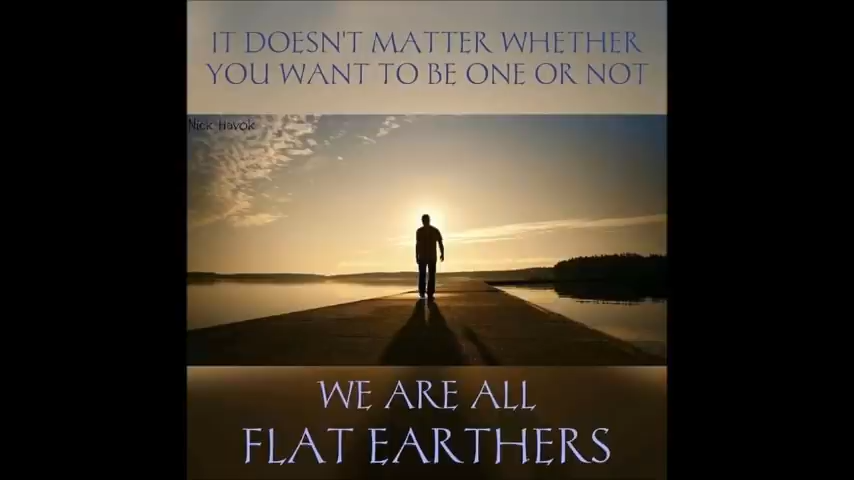 IT DOESN'T MATTER WHETHER
YOU WANT TO BE ONE OR NOT
Nick Havok
WE ARE ALL
FLAT EARTHERS